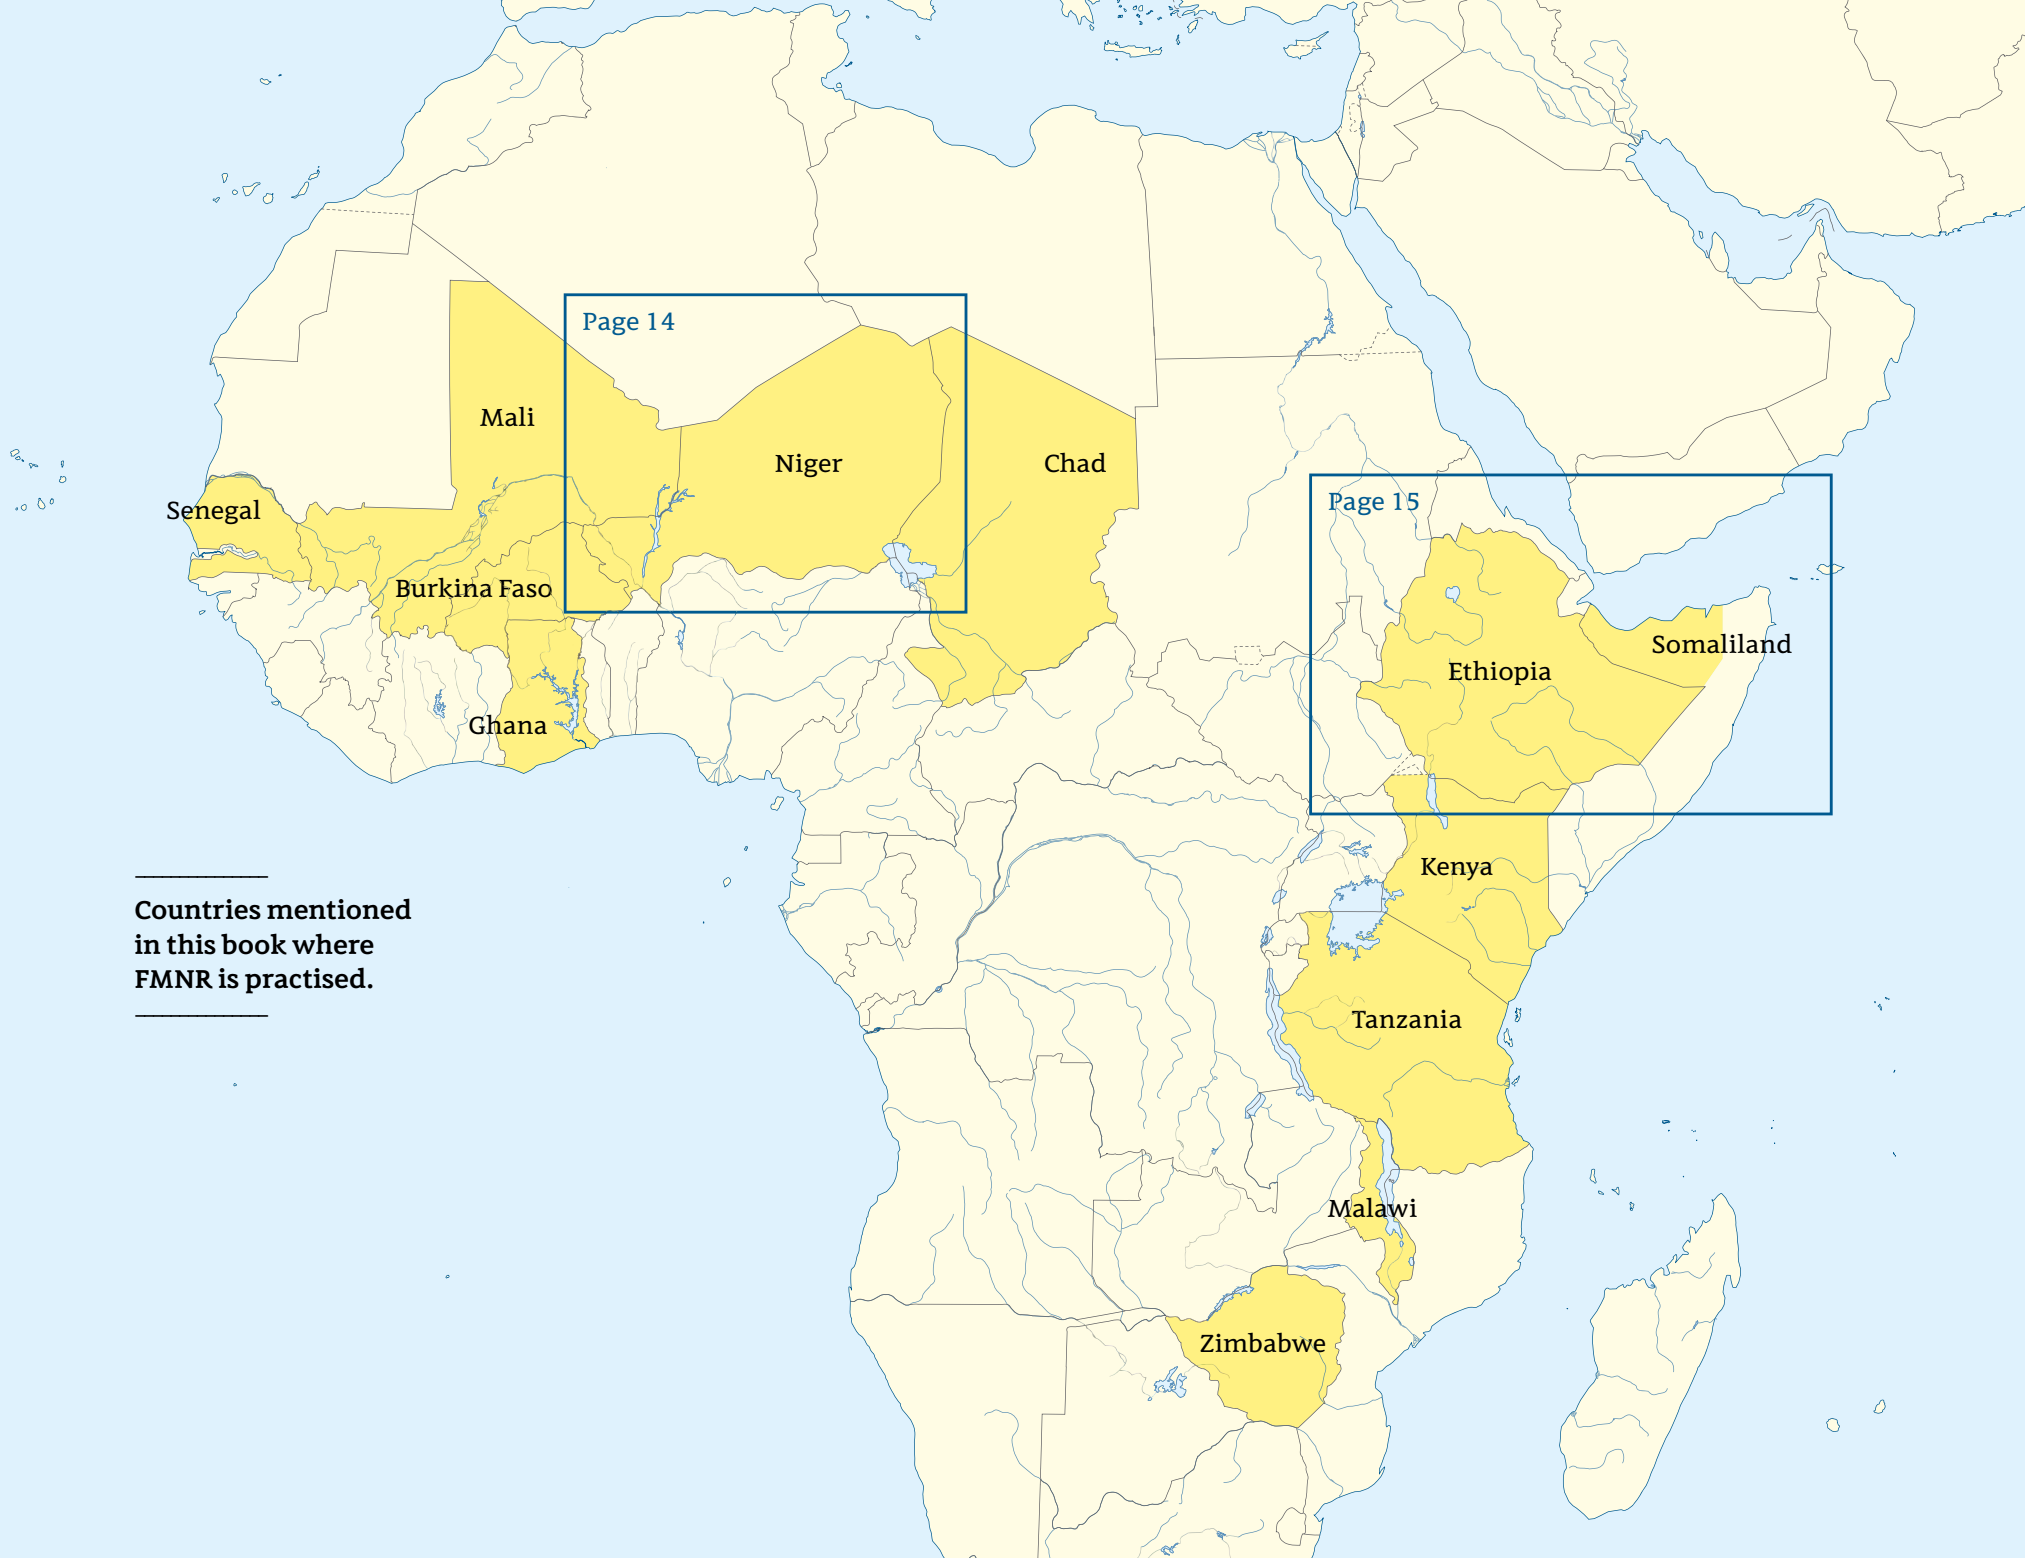 Page 14
Mali
Niger
Chad
Senegal
Page 15
Burkina Faso
Somaliland
Ethiopia
Ghana
Kenya
Countries mentioned
in this book where
FMNR is practised.
Tanzania
Malawi
Zimbabwe